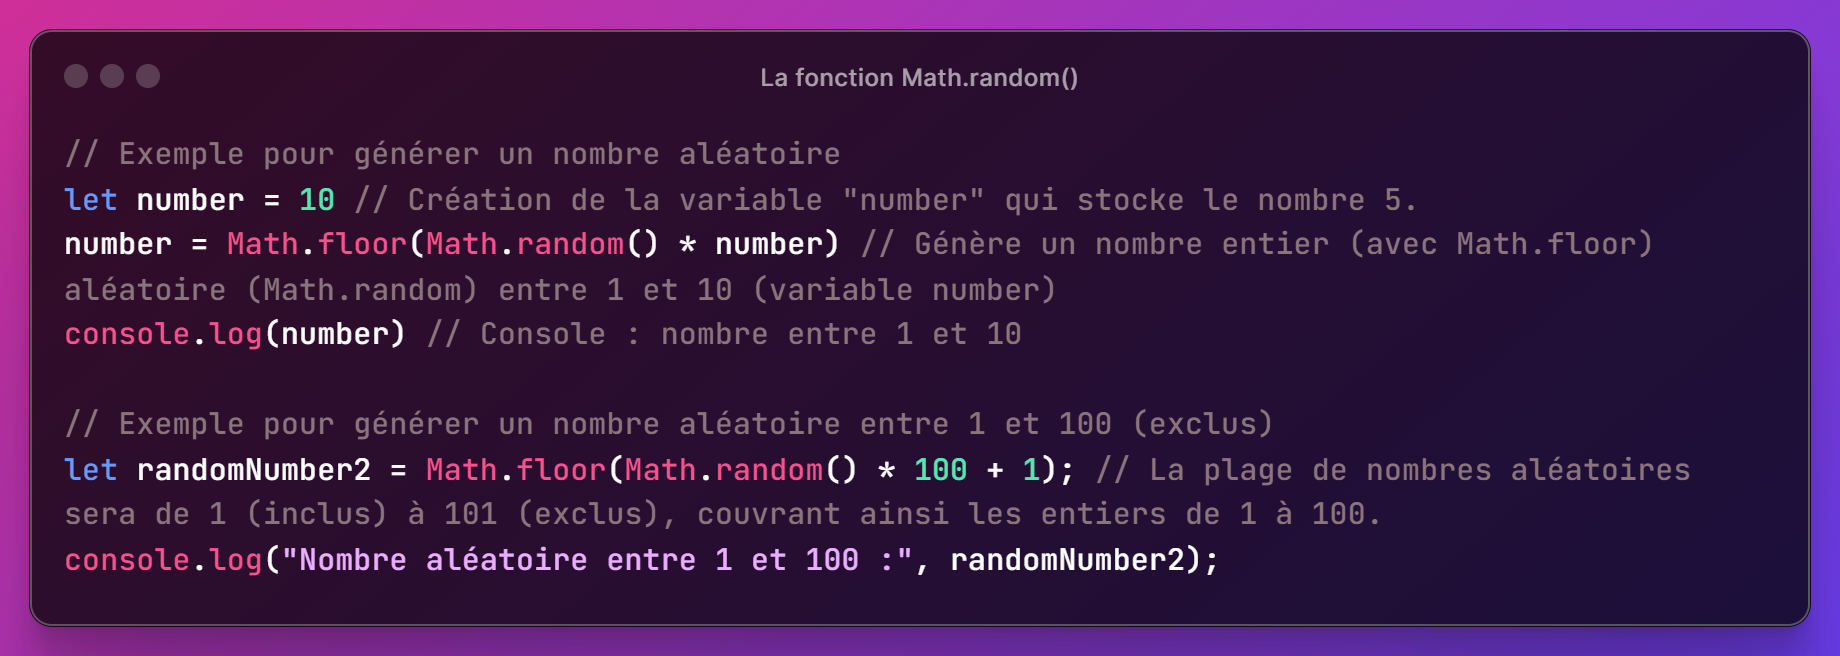 La fonction Math.random()
// Exemple pour générer un nombre aléatoire
let number = 10 // Création de la variable "number" qui stocke le nombre 5.
number = Math.floor(Math.random() * number) // Génère un nombre entier (avec Math.floor)
aléatoire (Math.random) entre 1 et 10 (variable number)
console.log(number) // Console : nombre entre 1 et 10
// Exemple pour générer un nombre aléatoire entre 1 et 100 (exclus)
let randomNumber2 = Math.floor(Math.random() * 100 + 1); // La plage de nombres aléatoires
sera de 1 (inclus) à 101 (exclus), couvrant ainsi les entiers de 1 à 100.
console.log("Nombre aléatoire entre 1 et 100 :", randomNumber2);